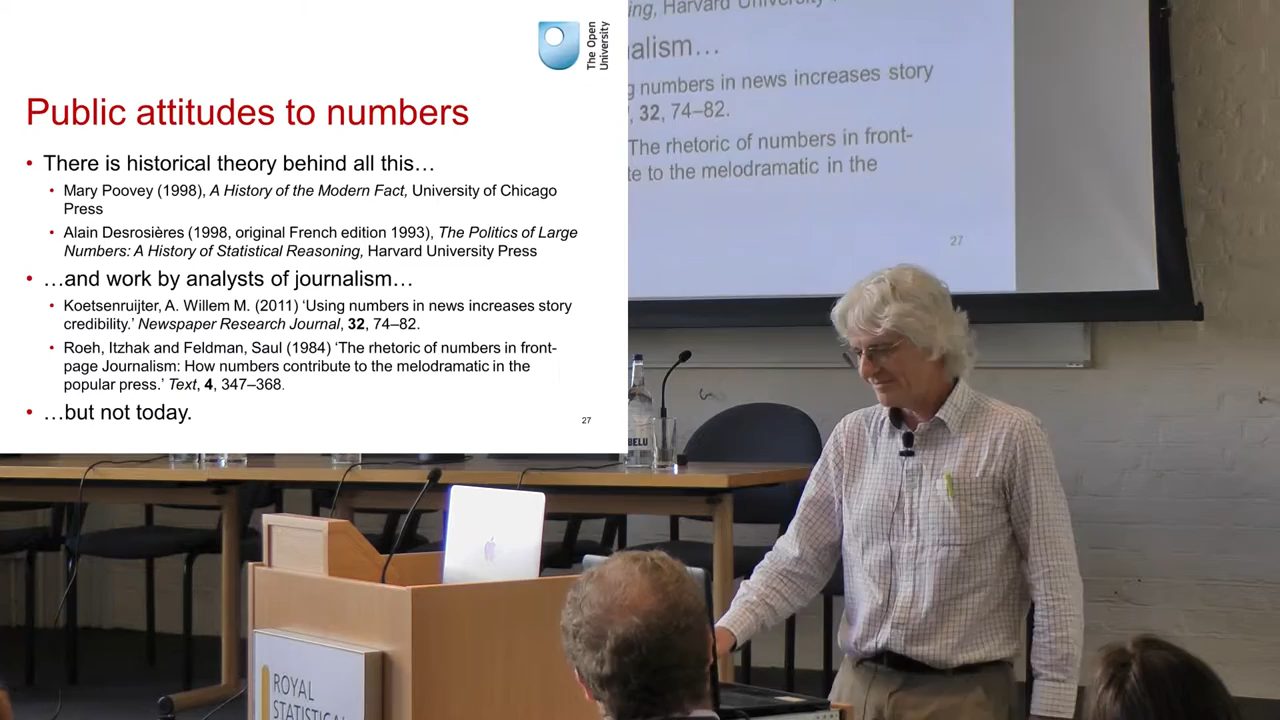 The Open
University
Public attitudes to numbers
• There is historical theory behind all this…
• Mary Poovey (1998), A History of the Modern Fact, University of Chicago
Press
• Alain Desrosières (1998, original French edition 1993), The Politics of Large
Numbers: A History of Statistical Reasoning, Harvard University Press
• …and work by analysts of journalism…
• Koetsenruijter, A. Willem M. (2011) ‘Using numbers in news increases story
credibility.’ Newspaper Research Journal, 32, 74–82.
• Roeh, Itzhak and Feldman, Saul (1984) ‘The rhetoric of numbers in front-
page Journalism: How numbers contribute to the melodramatic in the
popular press.’ Text, 4, 347–368.
• …but not today.
27
ing, Harvard University
alism…
g numbers in news increases story
, 32, 74–82.
The rhetoric of numbers in front-
te to the melodramatic in the
27
BELU
ROYAL
STATISTICAL